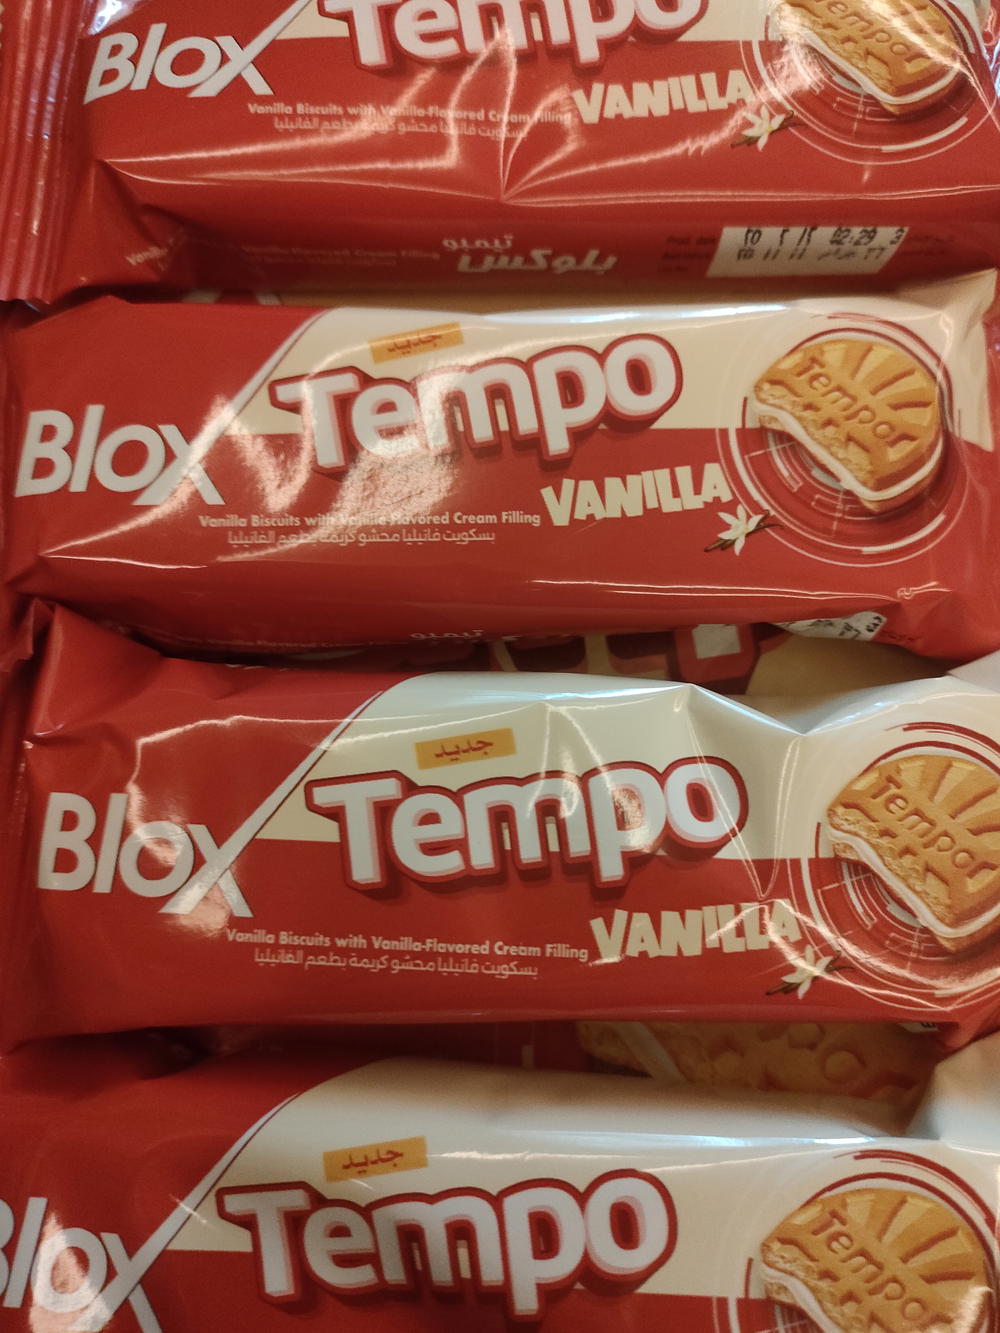 Blox
Tempo
VANILLA
Vanilla Biscuits with Vanilla-Flavored Cream Filling
بسكويت فانيليا محشو كريمة بطعم الفانيليا
تيمبو
بلوكس
جديد
Blox
Tempo
Tempo
VANILLA
Vanilla Biscuits with Vanilla-Flavored Cream Filling
بسكويت فانيليا محشو كريمة بطعم الفانيليا
تيمبو
جديد
Blox
Tempo
Tempo
VANILLA
Vanilla Biscuits with Vanilla-Flavored Cream Filling
بسكويت فانيليا محشو كريمة بطعم الفانيليا
جديد
Blox
Tempo
Tempo